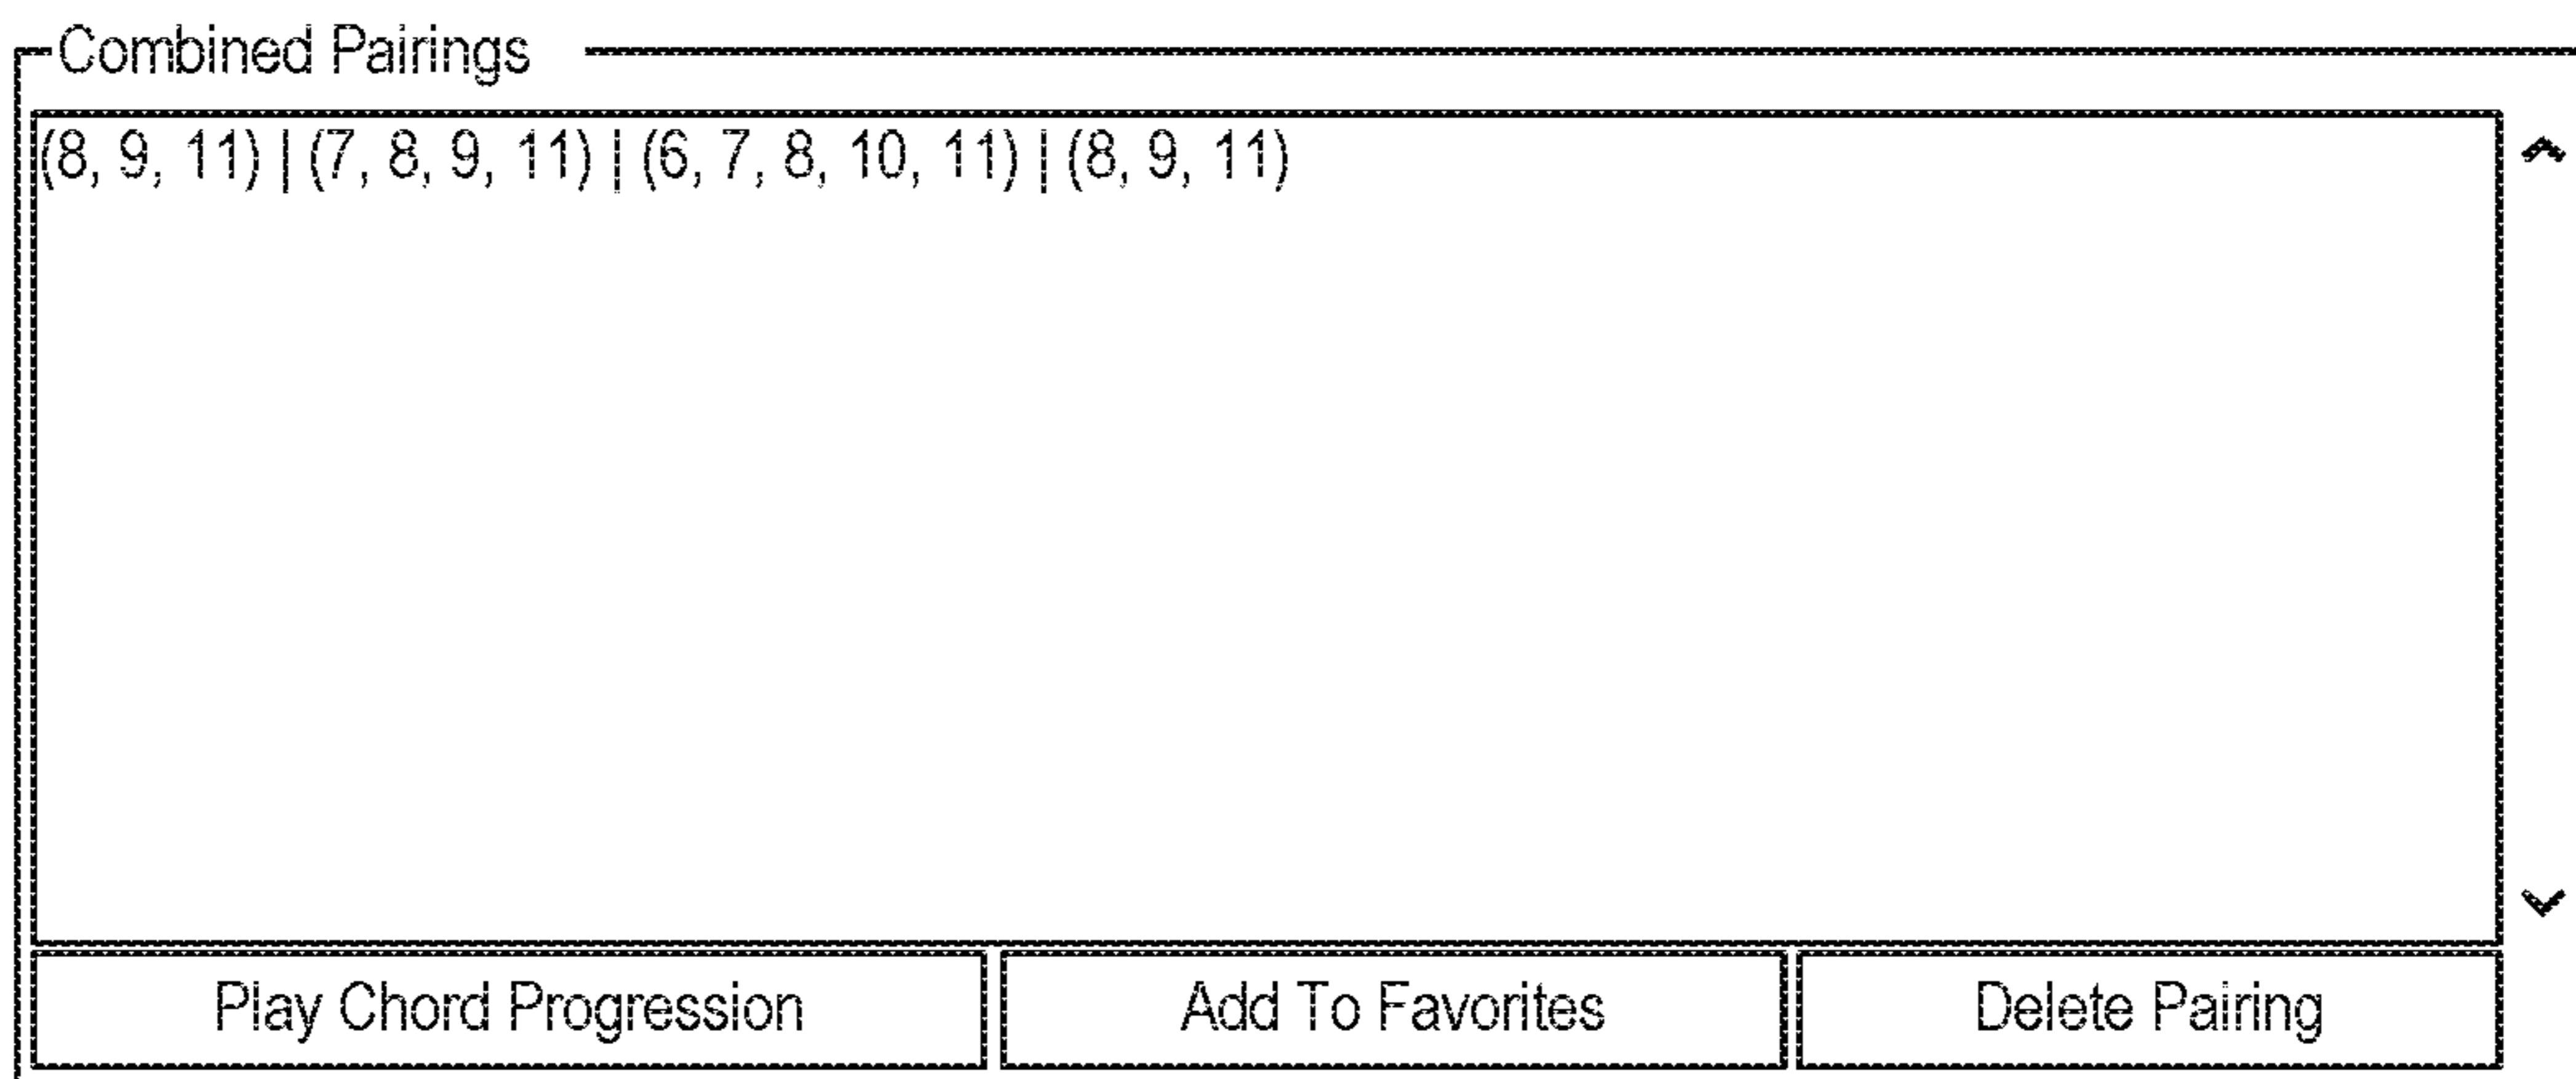 Combined Pairings
(8, 9, 11) | (7, 8, 9, 11) | (6, 7, 8, 10, 11) | (8, 9, 11)
Play Chord Progression
Add To Favorites
Delete Pairing